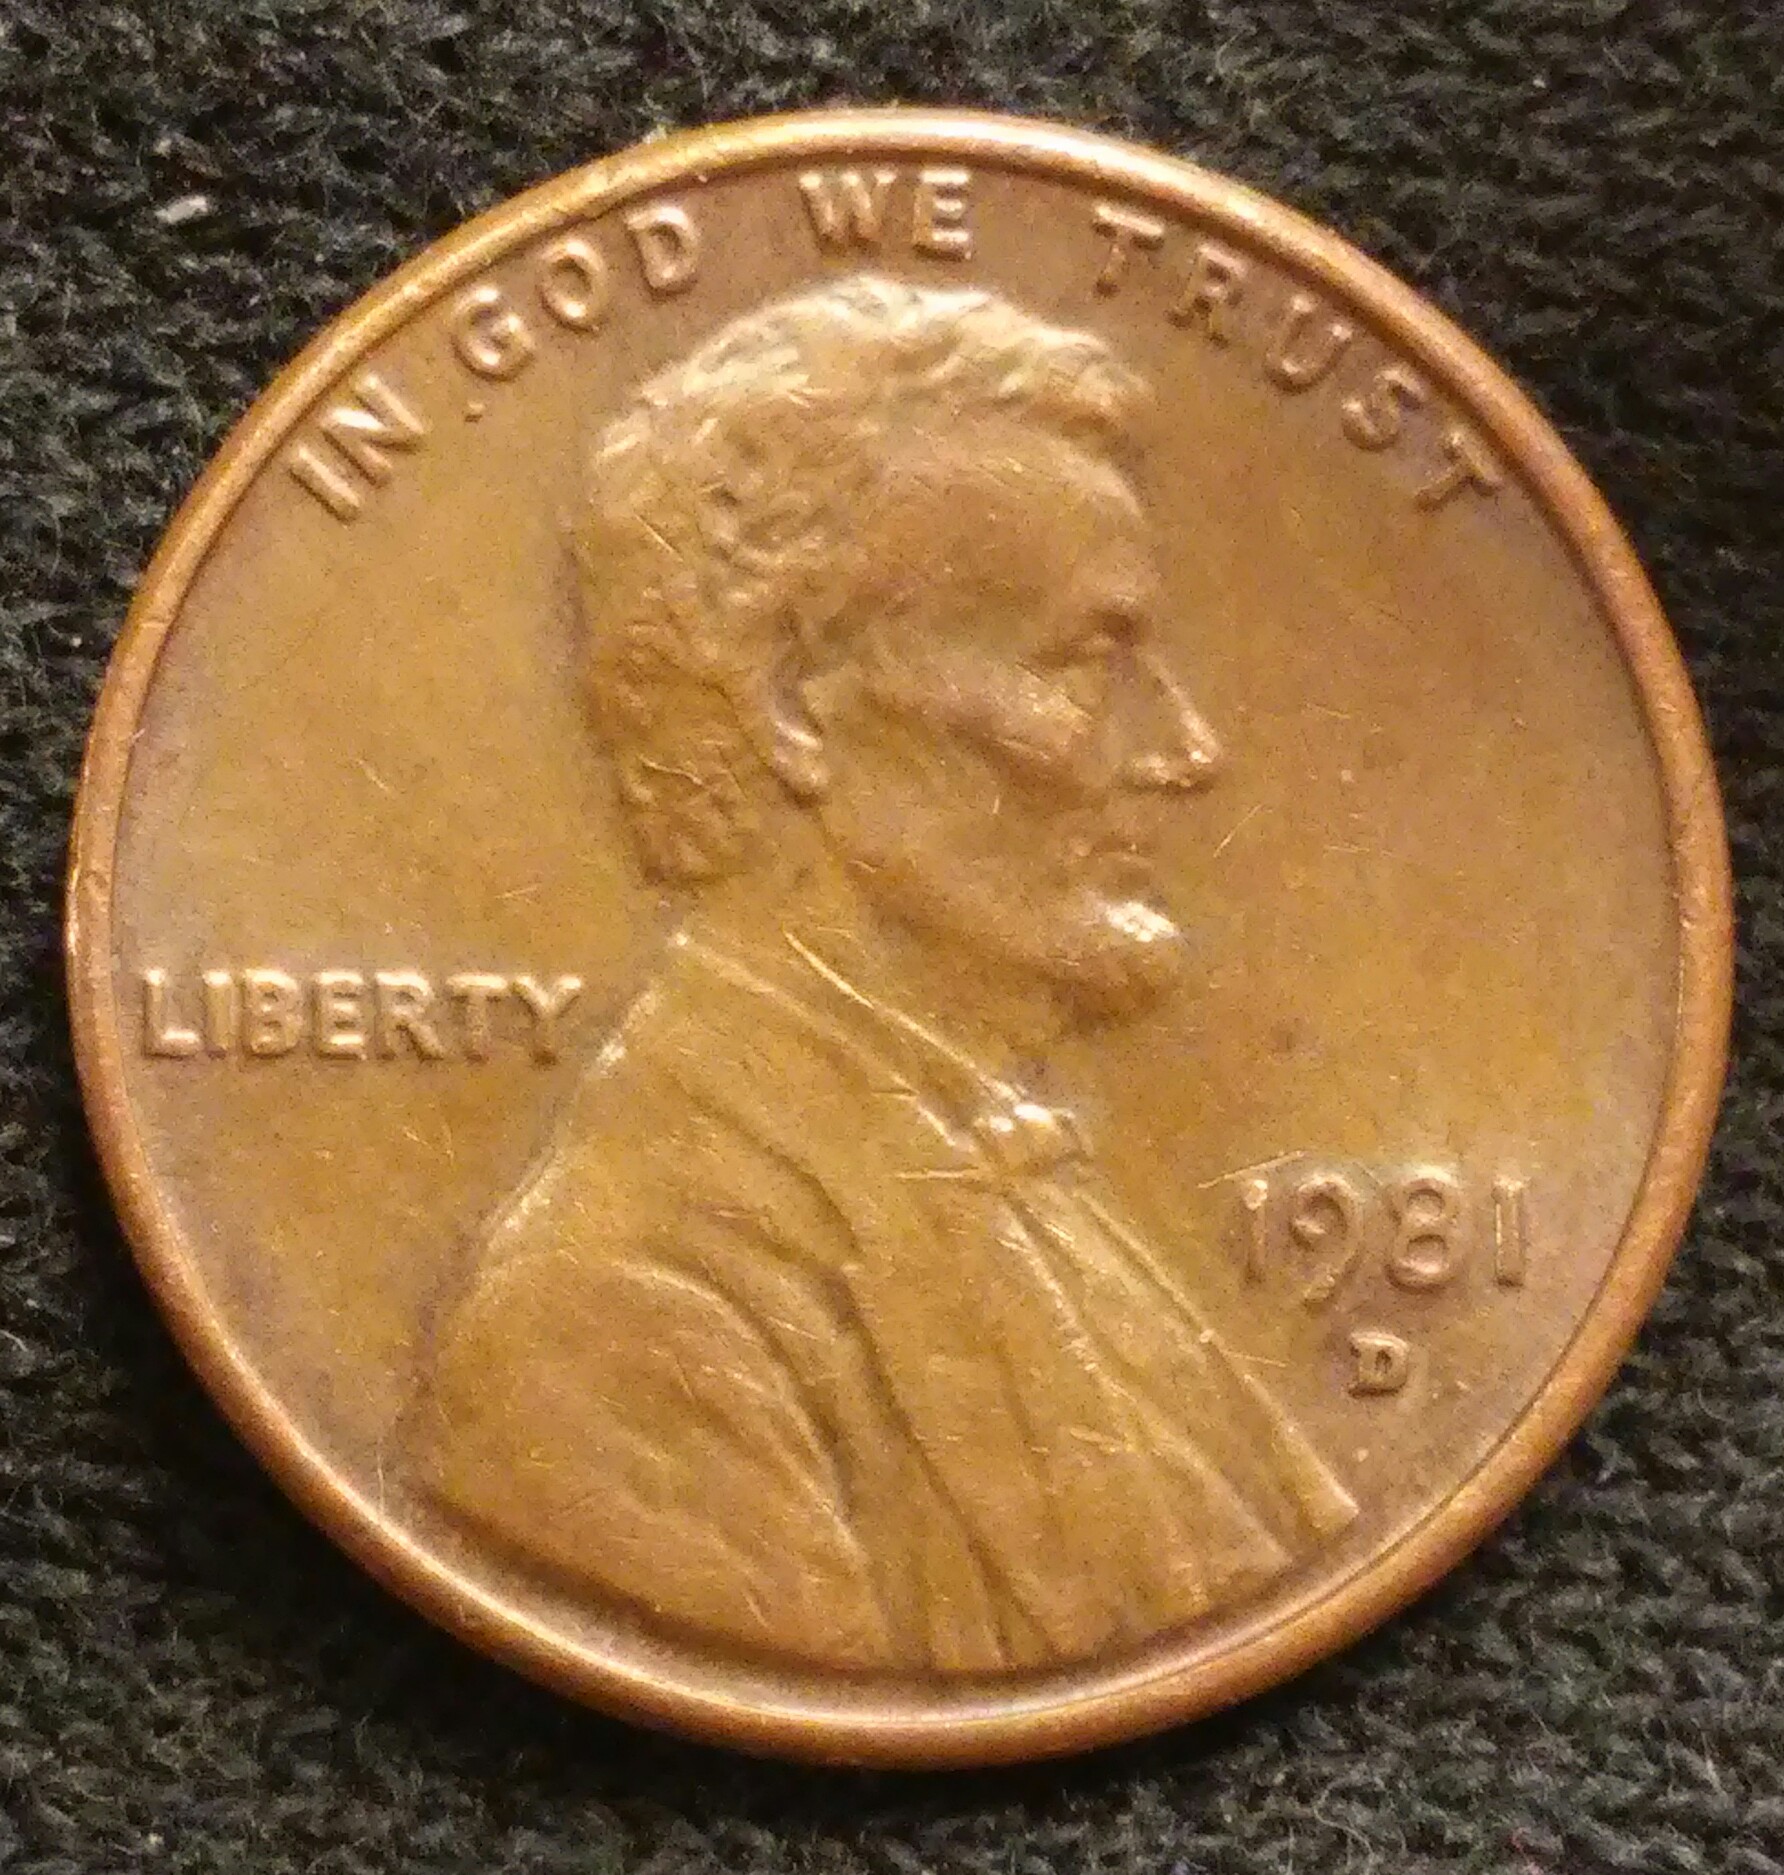 IN GOD WE TRUST
LIBERTY
1981
D